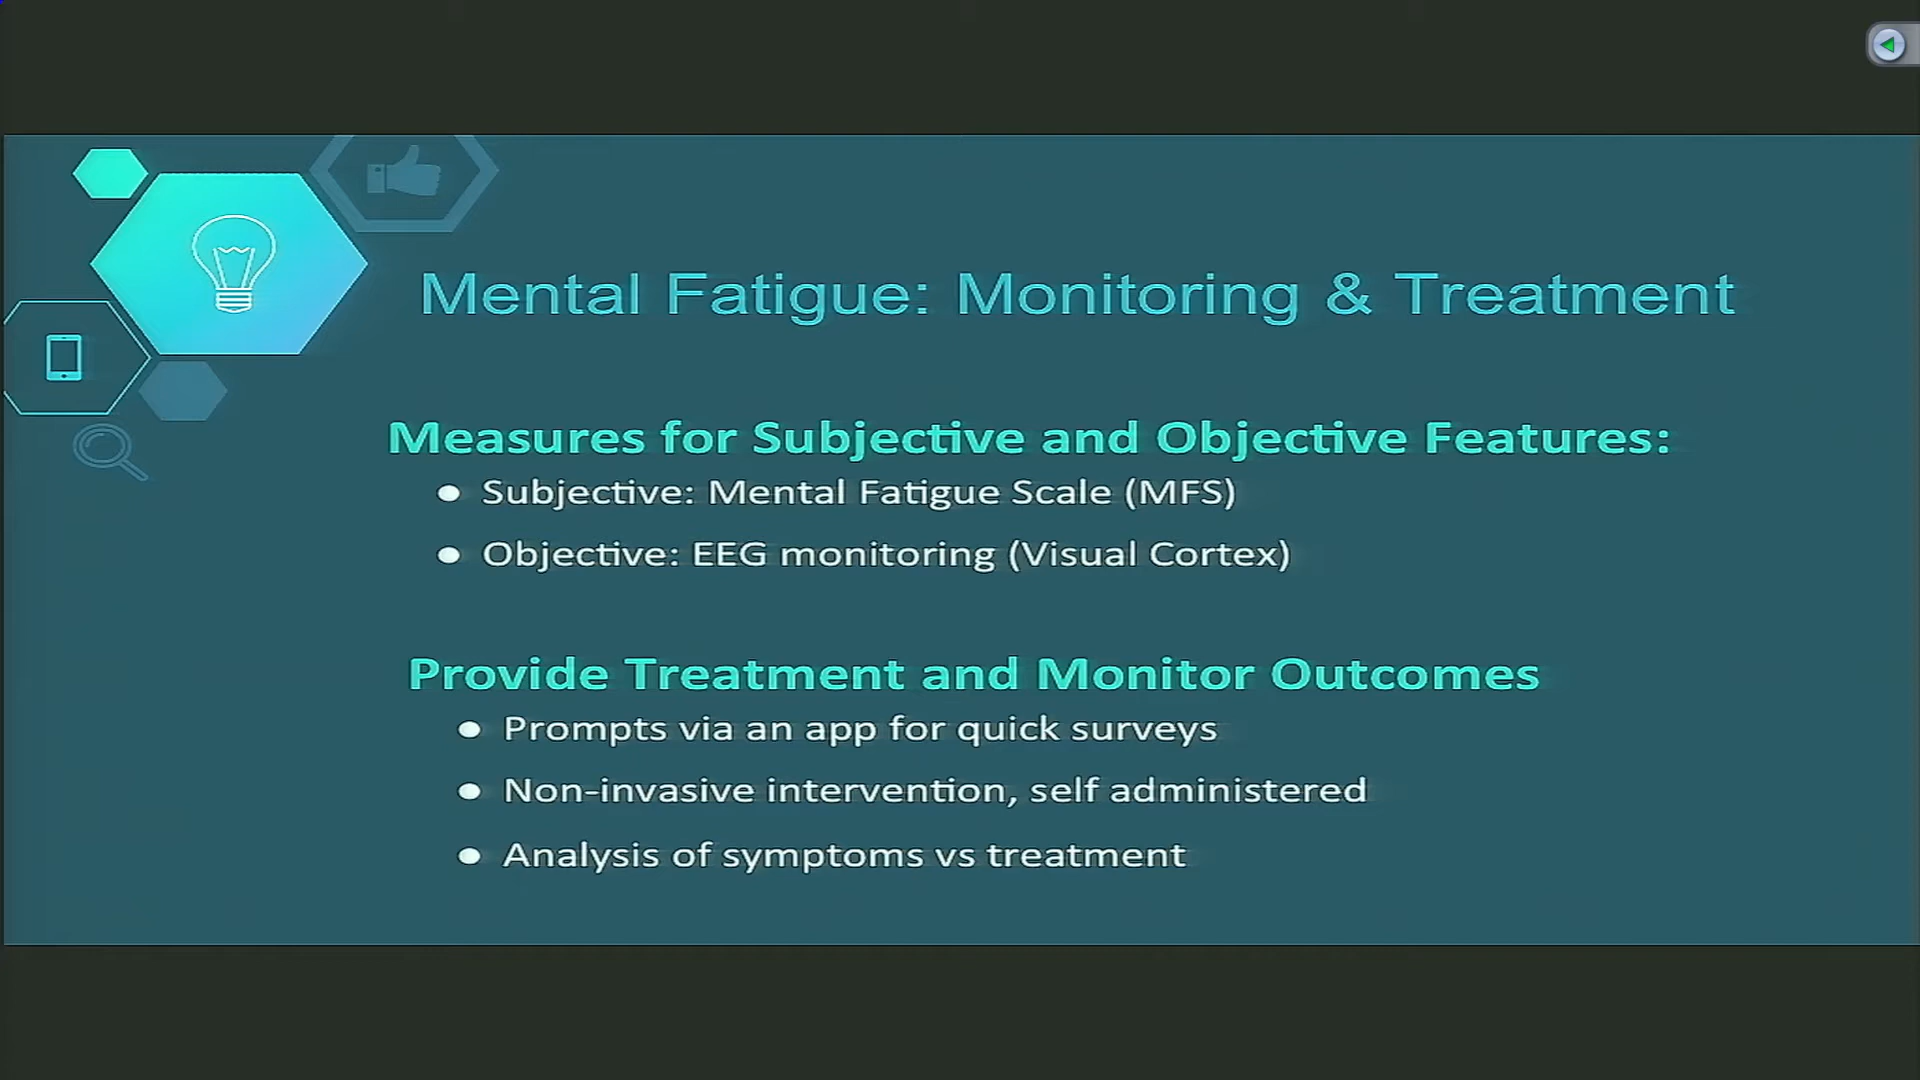 Mental Fatigue: Monitoring & Treatment
Measures for Subjective and Objective Features:
● Subjective: Mental Fatigue Scale (MFS)
● Objective: EEG monitoring (Visual Cortex)
Provide Treatment and Monitor Outcomes
● Prompts via an app for quick surveys
● Non-invasive intervention, self administered
● Analysis of symptoms vs treatment